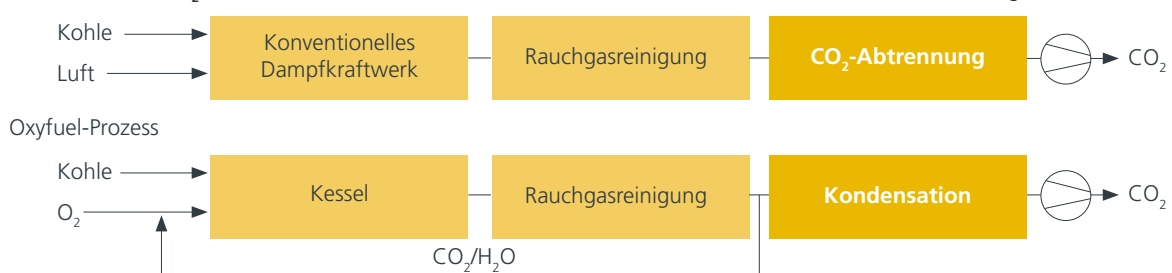 Kohle
Luft
Konventionelles
Dampfkraftwerk
Rauchgasreinigung
CO₂-Abtrennung
CO₂
Oxyfuel-Prozess
Kohle
O₂
Kessel
Rauchgasreinigung
Kondensation
CO₂
CO₂/H₂O